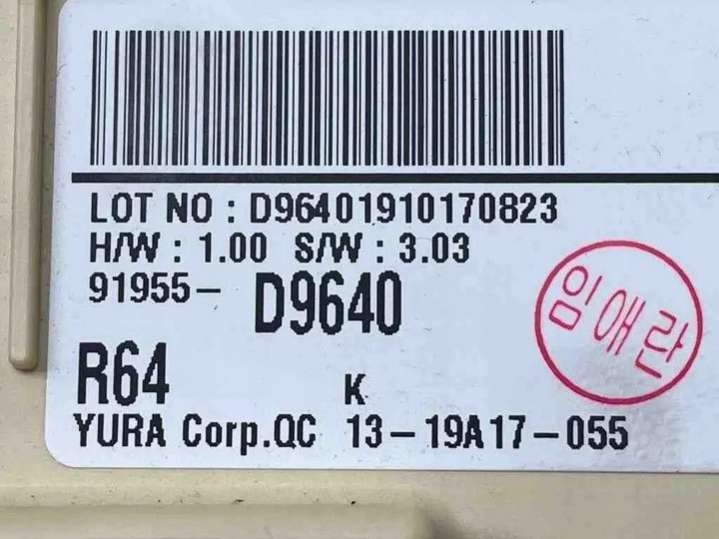 LOT NO : D96401910170823
H/W : 1.00 S/W : 3.03
91955- D9640
임애란
R64 K
YURA Corp.QC 13-19A17-055